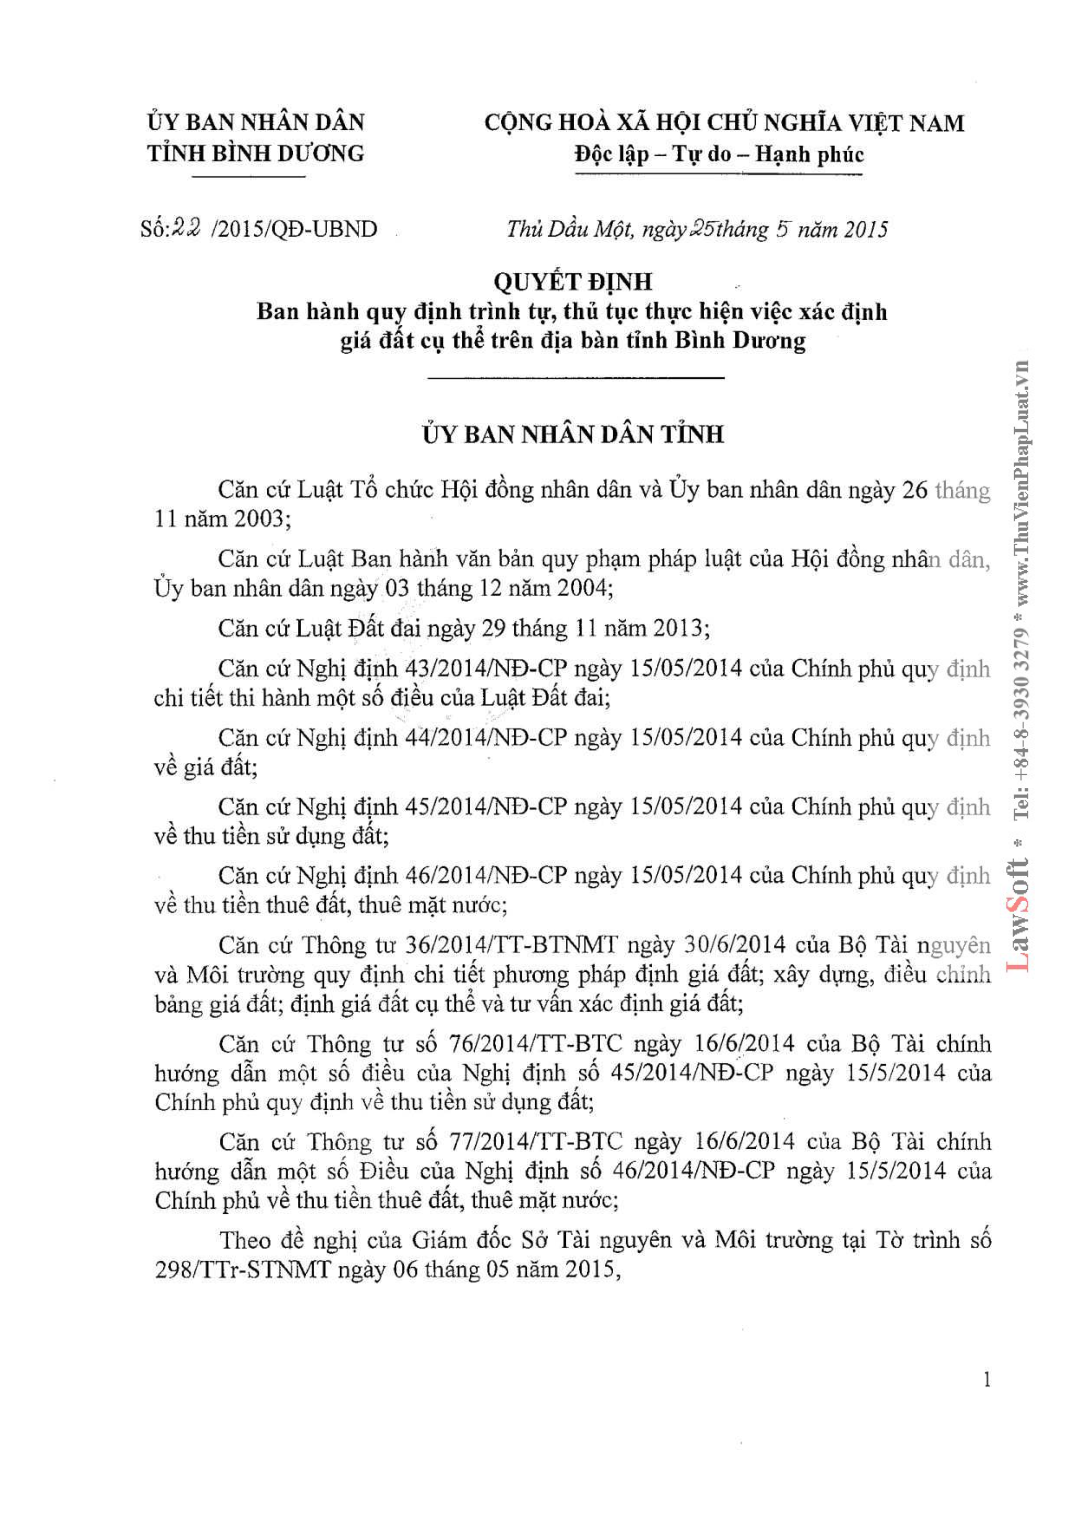 ỦY BAN NHÂN DÂN
TỈNH BÌNH DƯƠNG
CỘNG HOÀ XÃ HỘI CHỦ NGHĨA VIỆT NAM
Độc lập – Tự do – Hạnh phúc
Số:22 /2015/QĐ-UBND
Thủ Dầu Một, ngày 25 tháng 5 năm 2015
QUYẾT ĐỊNH
Ban hành quy định trình tự, thủ tục thực hiện việc xác định
giá đất cụ thể trên địa bàn tỉnh Bình Dương
ỦY BAN NHÂN DÂN TỈNH
Căn cứ Luật Tổ chức Hội đồng nhân dân và Ủy ban nhân dân ngày 26 tháng
11 năm 2003;
Căn cứ Luật Ban hành văn bản quy phạm pháp luật của Hội đồng nhân dân,
Ủy ban nhân dân ngày 03 tháng 12 năm 2004;
Căn cứ Luật Đất đai ngày 29 tháng 11 năm 2013;
Căn cứ Nghị định 43/2014/NĐ-CP ngày 15/05/2014 của Chính phủ quy định
chi tiết thi hành một số điều của Luật Đất đai;
Căn cứ Nghị định 44/2014/NĐ-CP ngày 15/05/2014 của Chính phủ quy định
về giá đất;
Căn cứ Nghị định 45/2014/NĐ-CP ngày 15/05/2014 của Chính phủ quy định
về thu tiền sử dụng đất;
Căn cứ Nghị định 46/2014/NĐ-CP ngày 15/05/2014 của Chính phủ quy định
về thu tiền thuê đất, thuê mặt nước;
Căn cứ Thông tư 36/2014/TT-BTNMT ngày 30/6/2014 của Bộ Tài nguyên
và Môi trường quy định chi tiết phương pháp định giá đất; xây dựng, điều chỉnh
bảng giá đất; định giá đất cụ thể và tư vấn xác định giá đất;
Căn cứ Thông tư số 76/2014/TT-BTC ngày 16/6/2014 của Bộ Tài chính
hướng dẫn một số điều của Nghị định số 45/2014/NĐ-CP ngày 15/5/2014 của
Chính phủ quy định về thu tiền sử dụng đất;
Căn cứ Thông tư số 77/2014/TT-BTC ngày 16/6/2014 của Bộ Tài chính
hướng dẫn một số Điều của Nghị định số 46/2014/NĐ-CP ngày 15/5/2014 của
Chính phủ về thu tiền thuê đất, thuê mặt nước;
Theo đề nghị của Giám đốc Sở Tài nguyên và Môi trường tại Tờ trình số
298/TTr-STNMT ngày 06 tháng 05 năm 2015,
1
LawSoft * Tel: +84-8-3930 3279 * www.ThuVienPhapLuat.vn